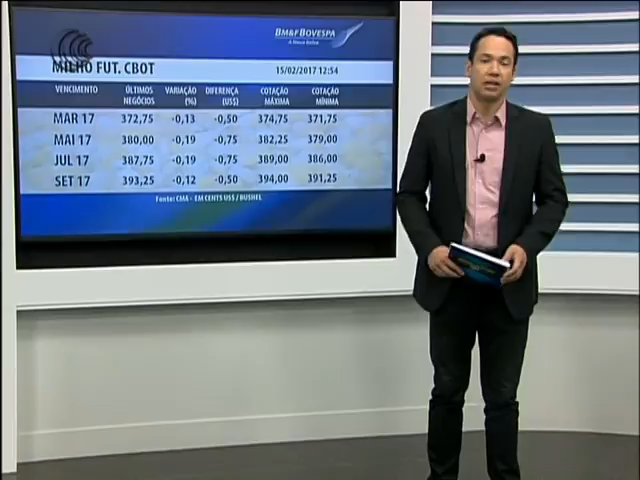 BM&FBOVESPA
A Nova Bolsa
MILHO FUT. CBOT 15/02/2017 12:54
VENCIMENTO ÚLTIMOS NEGÓCIOS VARIAÇÃO (%) DIFERENÇA (US$) COTAÇÃO MÁXIMA COTAÇÃO MÍNIMA
MAR 17 372,75 -0,13 -0,50 374,75 371,75
MAI 17 380,00 -0,19 -0,75 382,25 379,00
JUL 17 387,75 -0,19 -0,75 389,00 386,00
SET 17 393,25 -0,12 -0,50 394,00 391,25
Fonte: CMA - EM CENTS US$ / BUSHEL